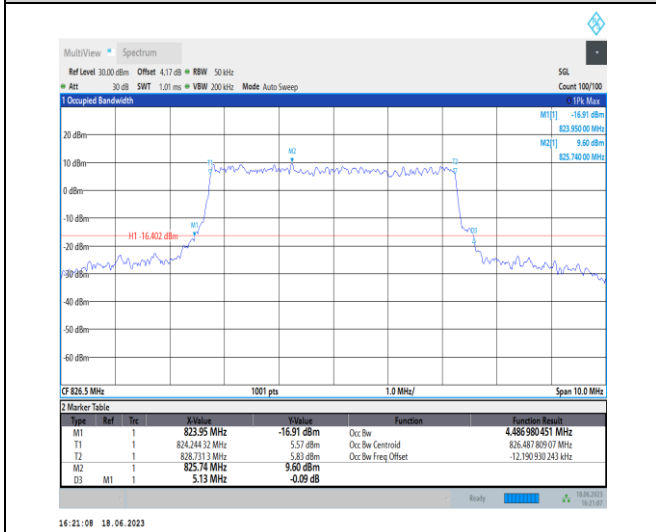 MultiView Spectrum
Ref Level 30.00 dBm Offset 4.17 dB RBW 50 kHz SGL
Att 30 dB SWT 1.01 ms VBW 200 kHz Mode Auto Sweep Count 100/100
1 Occupied Bandwidth 1Pk Max
M1[1] -16.91 dBm
823.950 00 MHz
M2[1] 9.60 dBm
825.740 00 MHz
20 dBm
M2
T1
T2
10 dBm
0 dBm
-10 dBm
M1
D3
H1 -16.402 dBm
-20 dBm
-30 dBm
-40 dBm
-50 dBm
-60 dBm
CF 826.5 MHz 1001 pts 1.0 MHz/ Span 10.0 MHz
2 Marker Table
Type Ref Trc X-Value Y-Value Function Function Result
M1 1 823.95 MHz -16.91 dBm Occ Bw 4.486 980 451 MHz
T1 1 824.244 32 MHz 5.57 dBm Occ Bw Centroid 826.487 809 07 MHz
T2 1 828.731 3 MHz 5.83 dBm Occ Bw Freq Offset -12.190 930 243 kHz
M2 1 825.74 MHz 9.60 dBm
D3 M1 1 5.13 MHz -0.09 dB
Ready 18.06.2023
16:21:07
16:21:08 18.06.2023